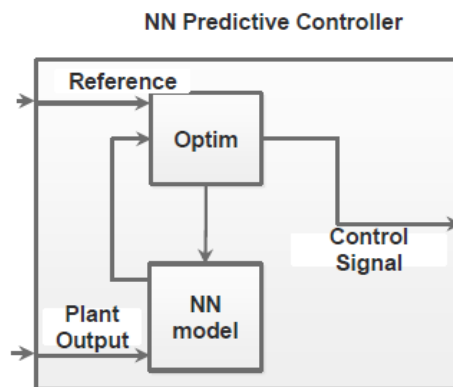 NN Predictive Controller
Reference
Optim
Control
Signal
NN
model
Plant
Output